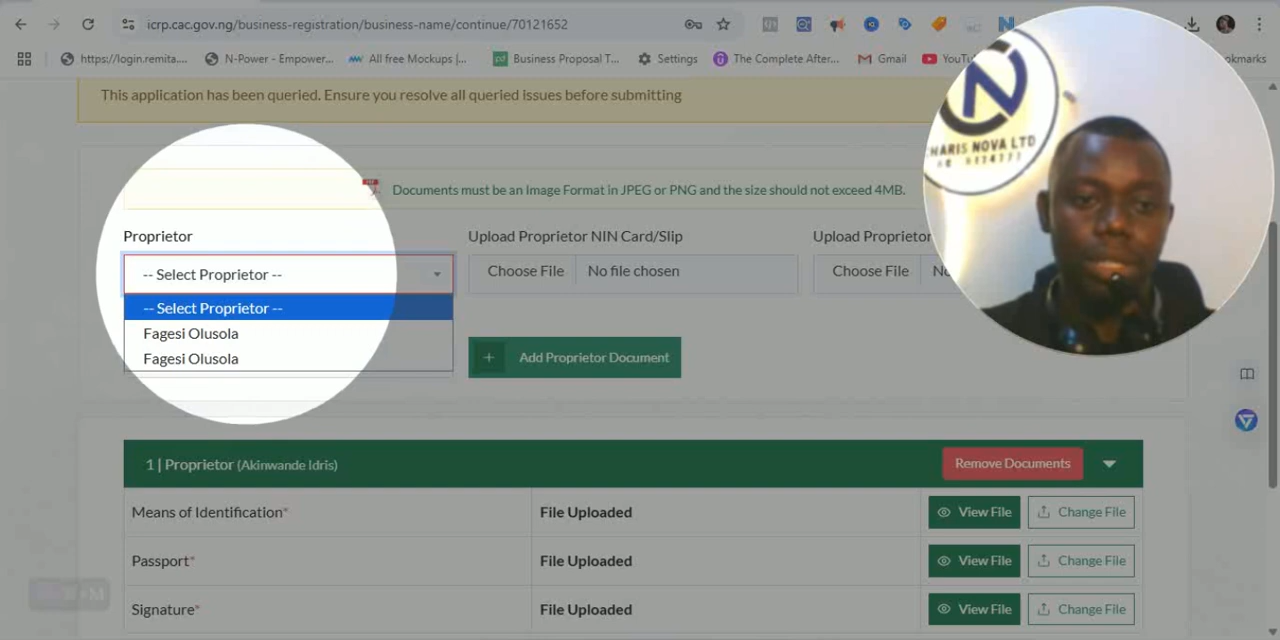 icrp.cac.gov.ng/business-registration/business-name/continue/70121652
https://login.remita....
N-Power - Empower...
All free Mockups |...
Business Proposal T...
Settings
The Complete After...
Gmail
YouTu
okmarks
This application has been queried. Ensure you resolve all queried issues before submitting
Documents must be an Image Format in JPEG or PNG and the size should not exceed 4MB.
Proprietor
Upload Proprietor NIN Card/Slip
Upload Proprietor
-- Select Proprietor --
Choose File
No file chosen
Choose File
No
-- Select Proprietor --
Fagesi Olusola
Fagesi Olusola
+ Add Proprietor Document
HARIS NOVA LTD
1 | Proprietor (Akinwande Idris)
Remove Documents
Means of Identification*
File Uploaded
View File
Change File
Passport*
File Uploaded
View File
Change File
Signature*
File Uploaded
View File
Change File